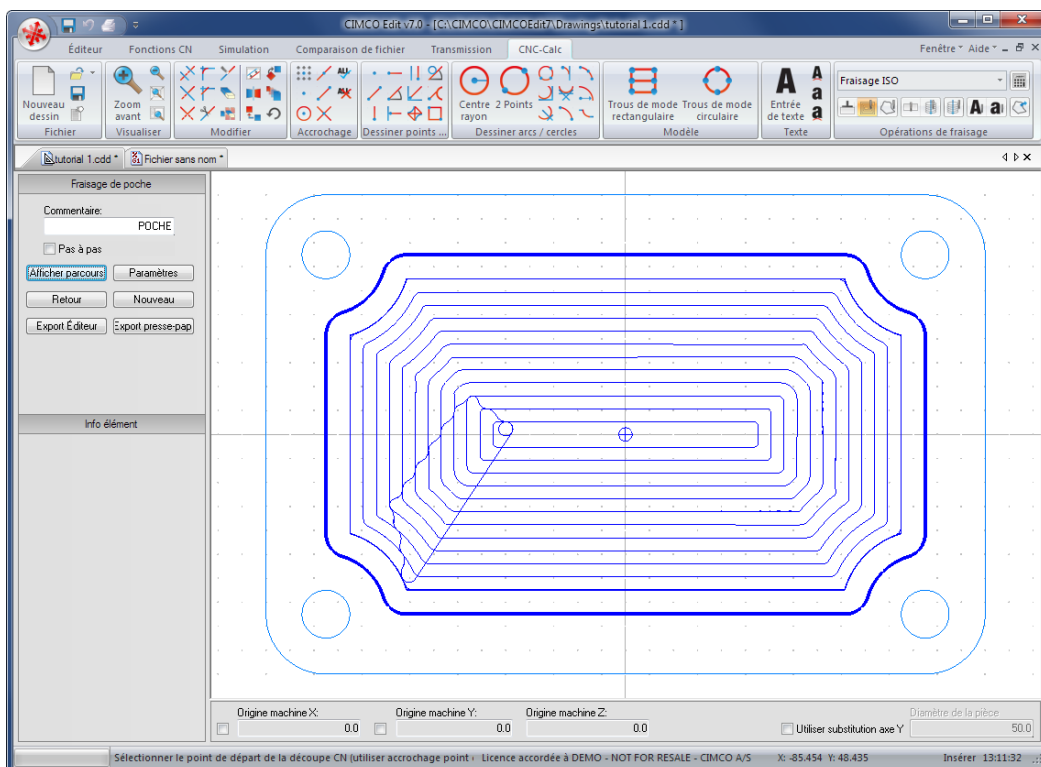 CIMCO Edit v7.0 - [C:\CIMCO\CIMCOEdit7\Drawings\tutorial 1.cdd * ]
Éditeur Fonctions CN Simulation Comparaison de fichier Transmission CNC-Calc Fenêtre Aide
Nouveau dessin
Fichier
Zoom avant
Visualiser
Modifier
Accrochage
Dessiner points ...
Centre rayon
2 Points
Dessiner arcs / cercles
Trous de mode rectangulaire
Trous de mode circulaire
Modèle
Entrée de texte
Texte
Fraisage ISO
Opérations de fraisage
tutorial 1.cdd * Fichier sans nom *
Fraisage de poche
Commentaire:
POCHE
Pas à pas
Afficher parcours Paramètres
Retour Nouveau
Export Éditeur Export presse-pap
Info élément
Origine machine X: Origine machine Y: Origine machine Z: Diamètre de la pièce
0.0 0.0 0.0 Utiliser substitution axe Y 50.0
Sélectionner le point de départ de la découpe CN (utiliser accrochage point Licence accordée à DEMO - NOT FOR RESALE - CIMCO A/S X: -85.454 Y: 48.435 Insérer 13:11:32